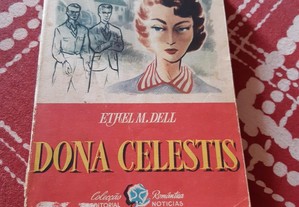 ETHEL M. DELL
DONA CELESTIS
Colecção Romântica
EDITORIAL NOTÍCIAS